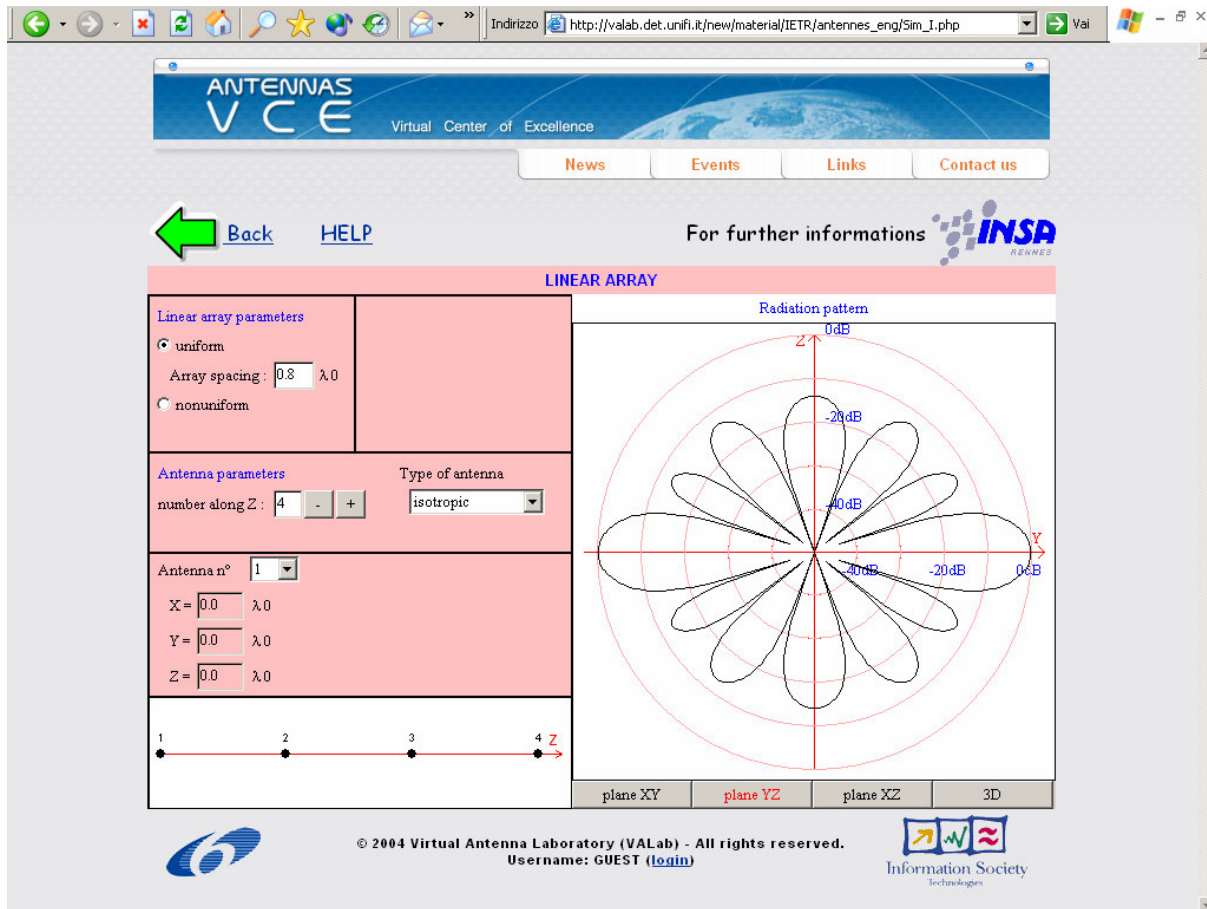 » Indirizzo http://valab.det.unifi.it/new/material/IETR/antennes_eng/Sim_I.php Vai
ANTENNAS
VCE Virtual Center of Excellence
News Events Links Contact us
Back HELP For further informations INSA
RENNES
LINEAR ARRAY
Linear array parameters
uniform
Array spacing : 0.8 λ0
nonuniform
Antenna parameters Type of antenna
number along Z : 4 - + isotropic
Antenna n° 1
X = 0.0 λ0
Y = 0.0 λ0
Z = 0.0 λ0
1 2 3 4 Z
Radiation pattern
0dB
Z
-20dB
-40dB
Y
-40dB -20dB 0dB
plane XY plane YZ plane XZ 3D
6
© 2004 Virtual Antenna Laboratory (VALab) - All rights reserved.
Username: GUEST (login)
Information Society
Technologies